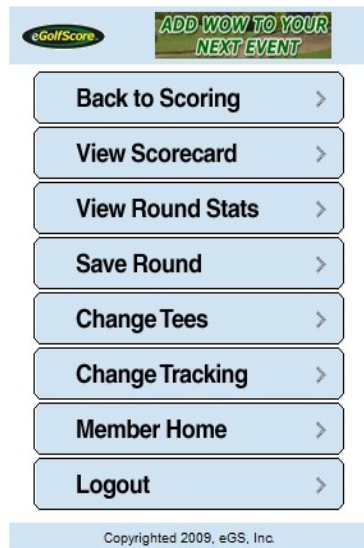 eGolfScore
ADD WOW TO YOUR
NEXT EVENT
Back to Scoring
View Scorecard
View Round Stats
Save Round
Change Tees
Change Tracking
Member Home
Logout
Copyrighted 2009, eGS, Inc.